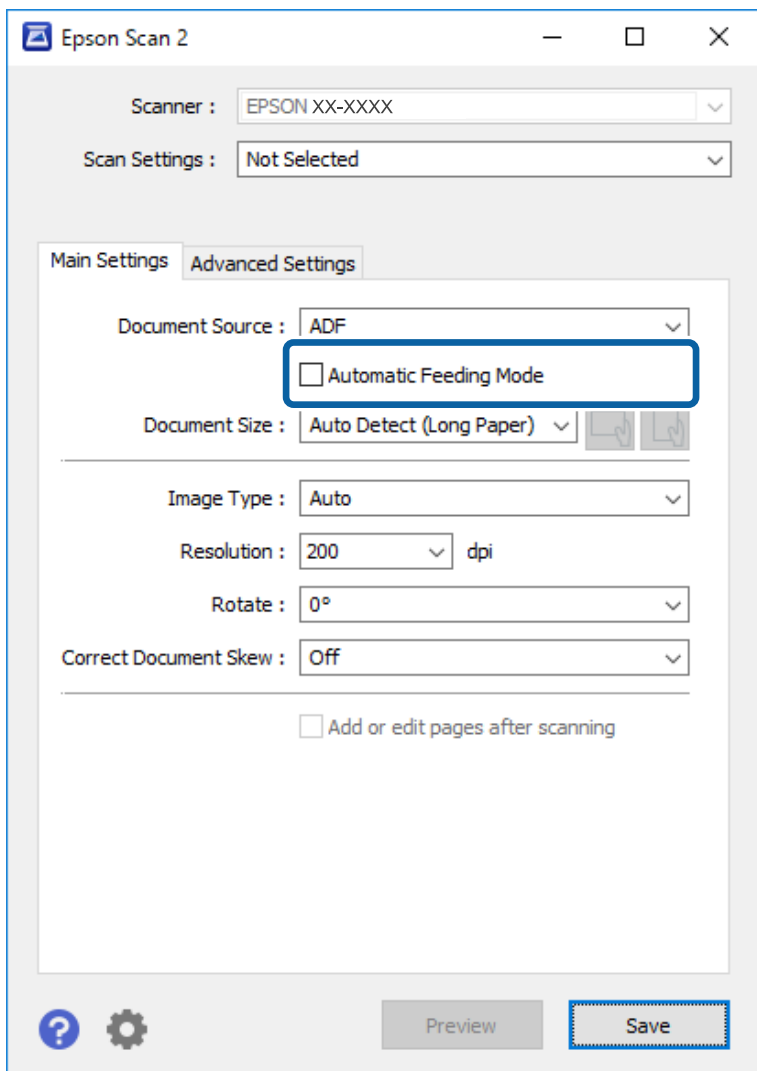 Epson Scan 2
Scanner : EPSON XX-XXXX
Scan Settings : Not Selected
Main Settings Advanced Settings
Document Source : ADF
Automatic Feeding Mode
Document Size : Auto Detect (Long Paper)
Image Type : Auto
Resolution : 200 dpi
Rotate : 0°
Correct Document Skew : Off
Add or edit pages after scanning
? Preview Save